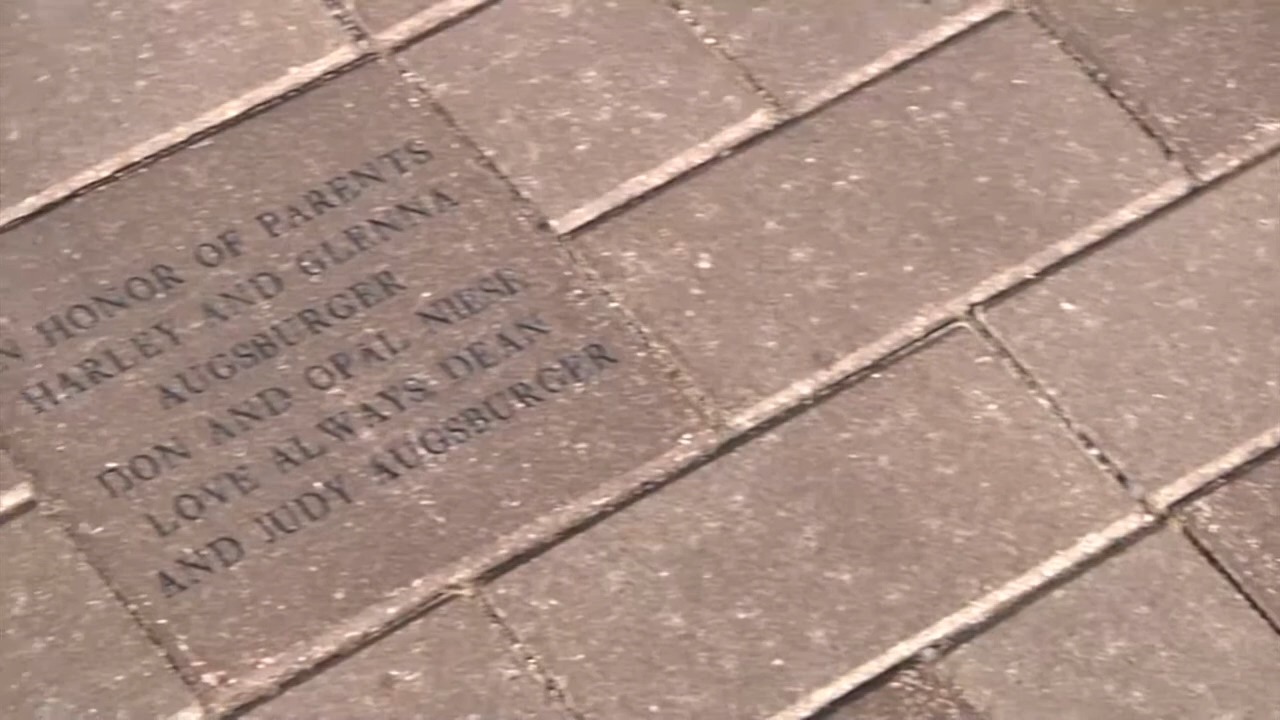 N HONOR OF PARENTS
HARLEY AND GLENNA
AUGSBURGER
DON AND OPAL NIESE
LOVE ALWAYS DEAN
AND JUDY AUGSBURGER